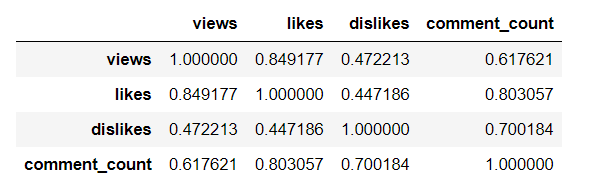 views likes dislikes comment_count
views 1.000000 0.849177 0.472213 0.617621
likes 0.849177 1.000000 0.447186 0.803057
dislikes 0.472213 0.447186 1.000000 0.700184
comment_count 0.617621 0.803057 0.700184 1.000000